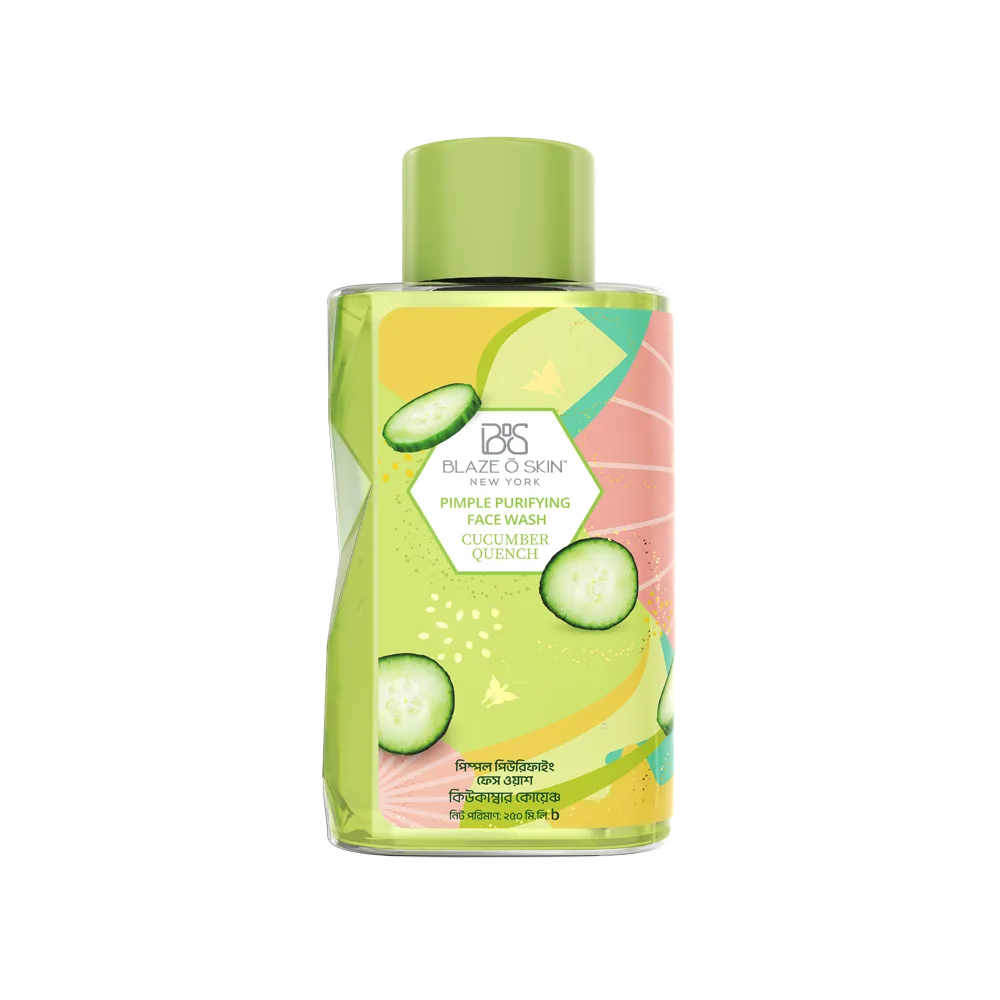 BOS
BLAZE Ō SKIN™
NEW YORK
PIMPLE PURIFYING
FACE WASH
CUCUMBER
QUENCH
পিম্পল পিউরিফাইং
ফেস ওয়াশ
কিউকাম্বার কোয়েঞ্চ
নিট পরিমাণ: ২৫০ মি.লি.b